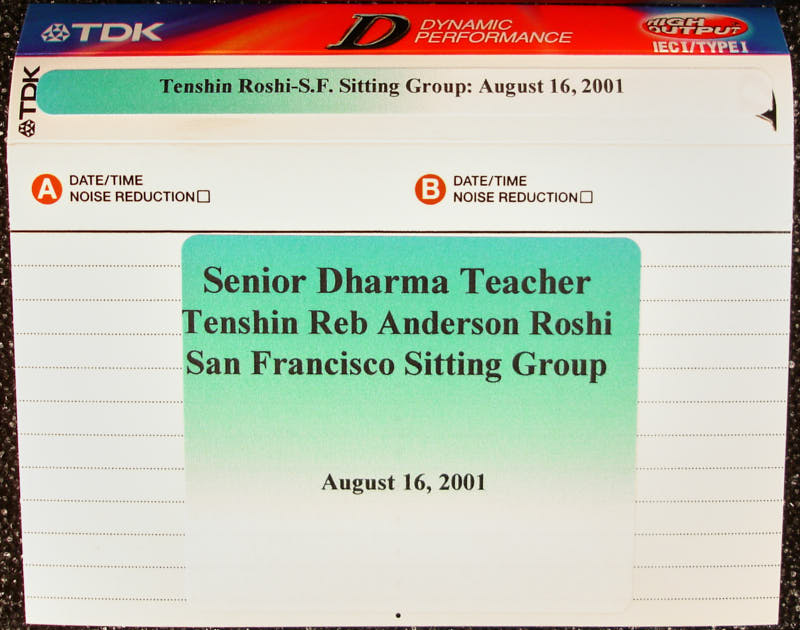 TDK
D DYNAMIC
PERFORMANCE
HIGH
OUTPUT
IEC I/TYPE I
TDK
Tenshin Roshi-S.F. Sitting Group: August 16, 2001
A DATE/TIME
NOISE REDUCTION
B DATE/TIME
NOISE REDUCTION
Senior Dharma Teacher
Tenshin Reb Anderson Roshi
San Francisco Sitting Group
August 16, 2001